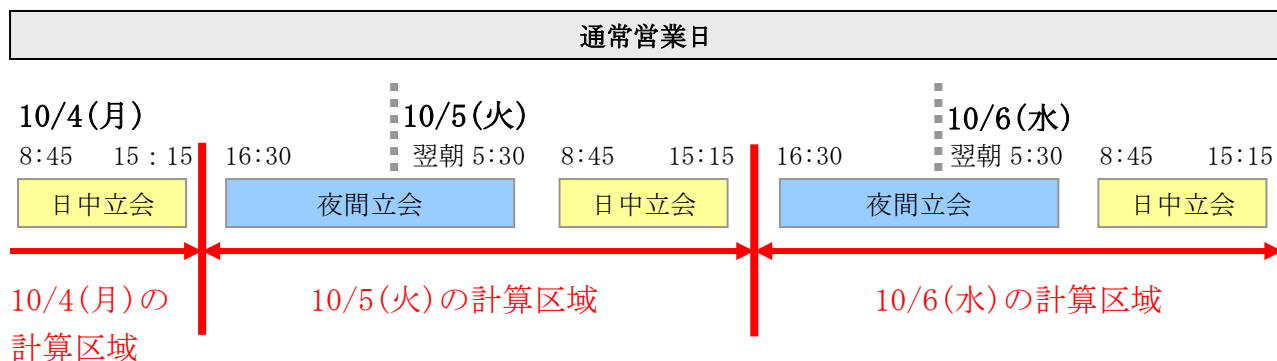 通常営業日
10/4(月)
10/5(火)
10/6(水)
8:45 15：15 16:30 翌朝 5:30 8:45 15:15 16:30 翌朝 5:30 8:45 15:15
日中立会 夜間立会 日中立会 夜間立会 日中立会
10/4(月)の
計算区域
10/5(火)の計算区域
10/6(水)の計算区域